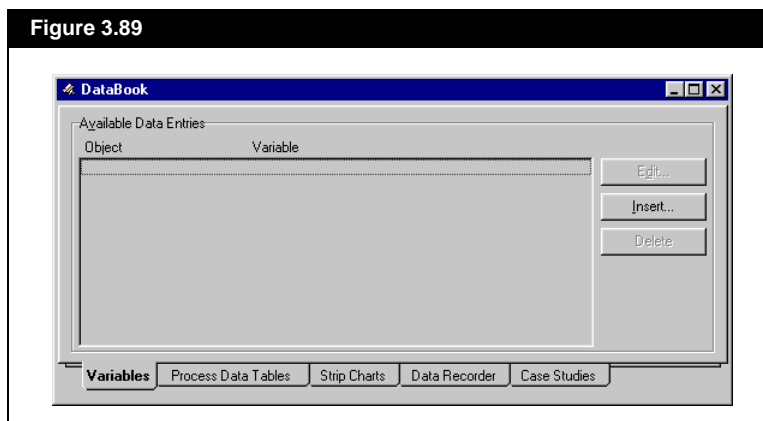 Figure 3.89
DataBook
Available Data Entries
Object Variable
Edit...
Insert...
Delete
Variables Process Data Tables Strip Charts Data Recorder Case Studies